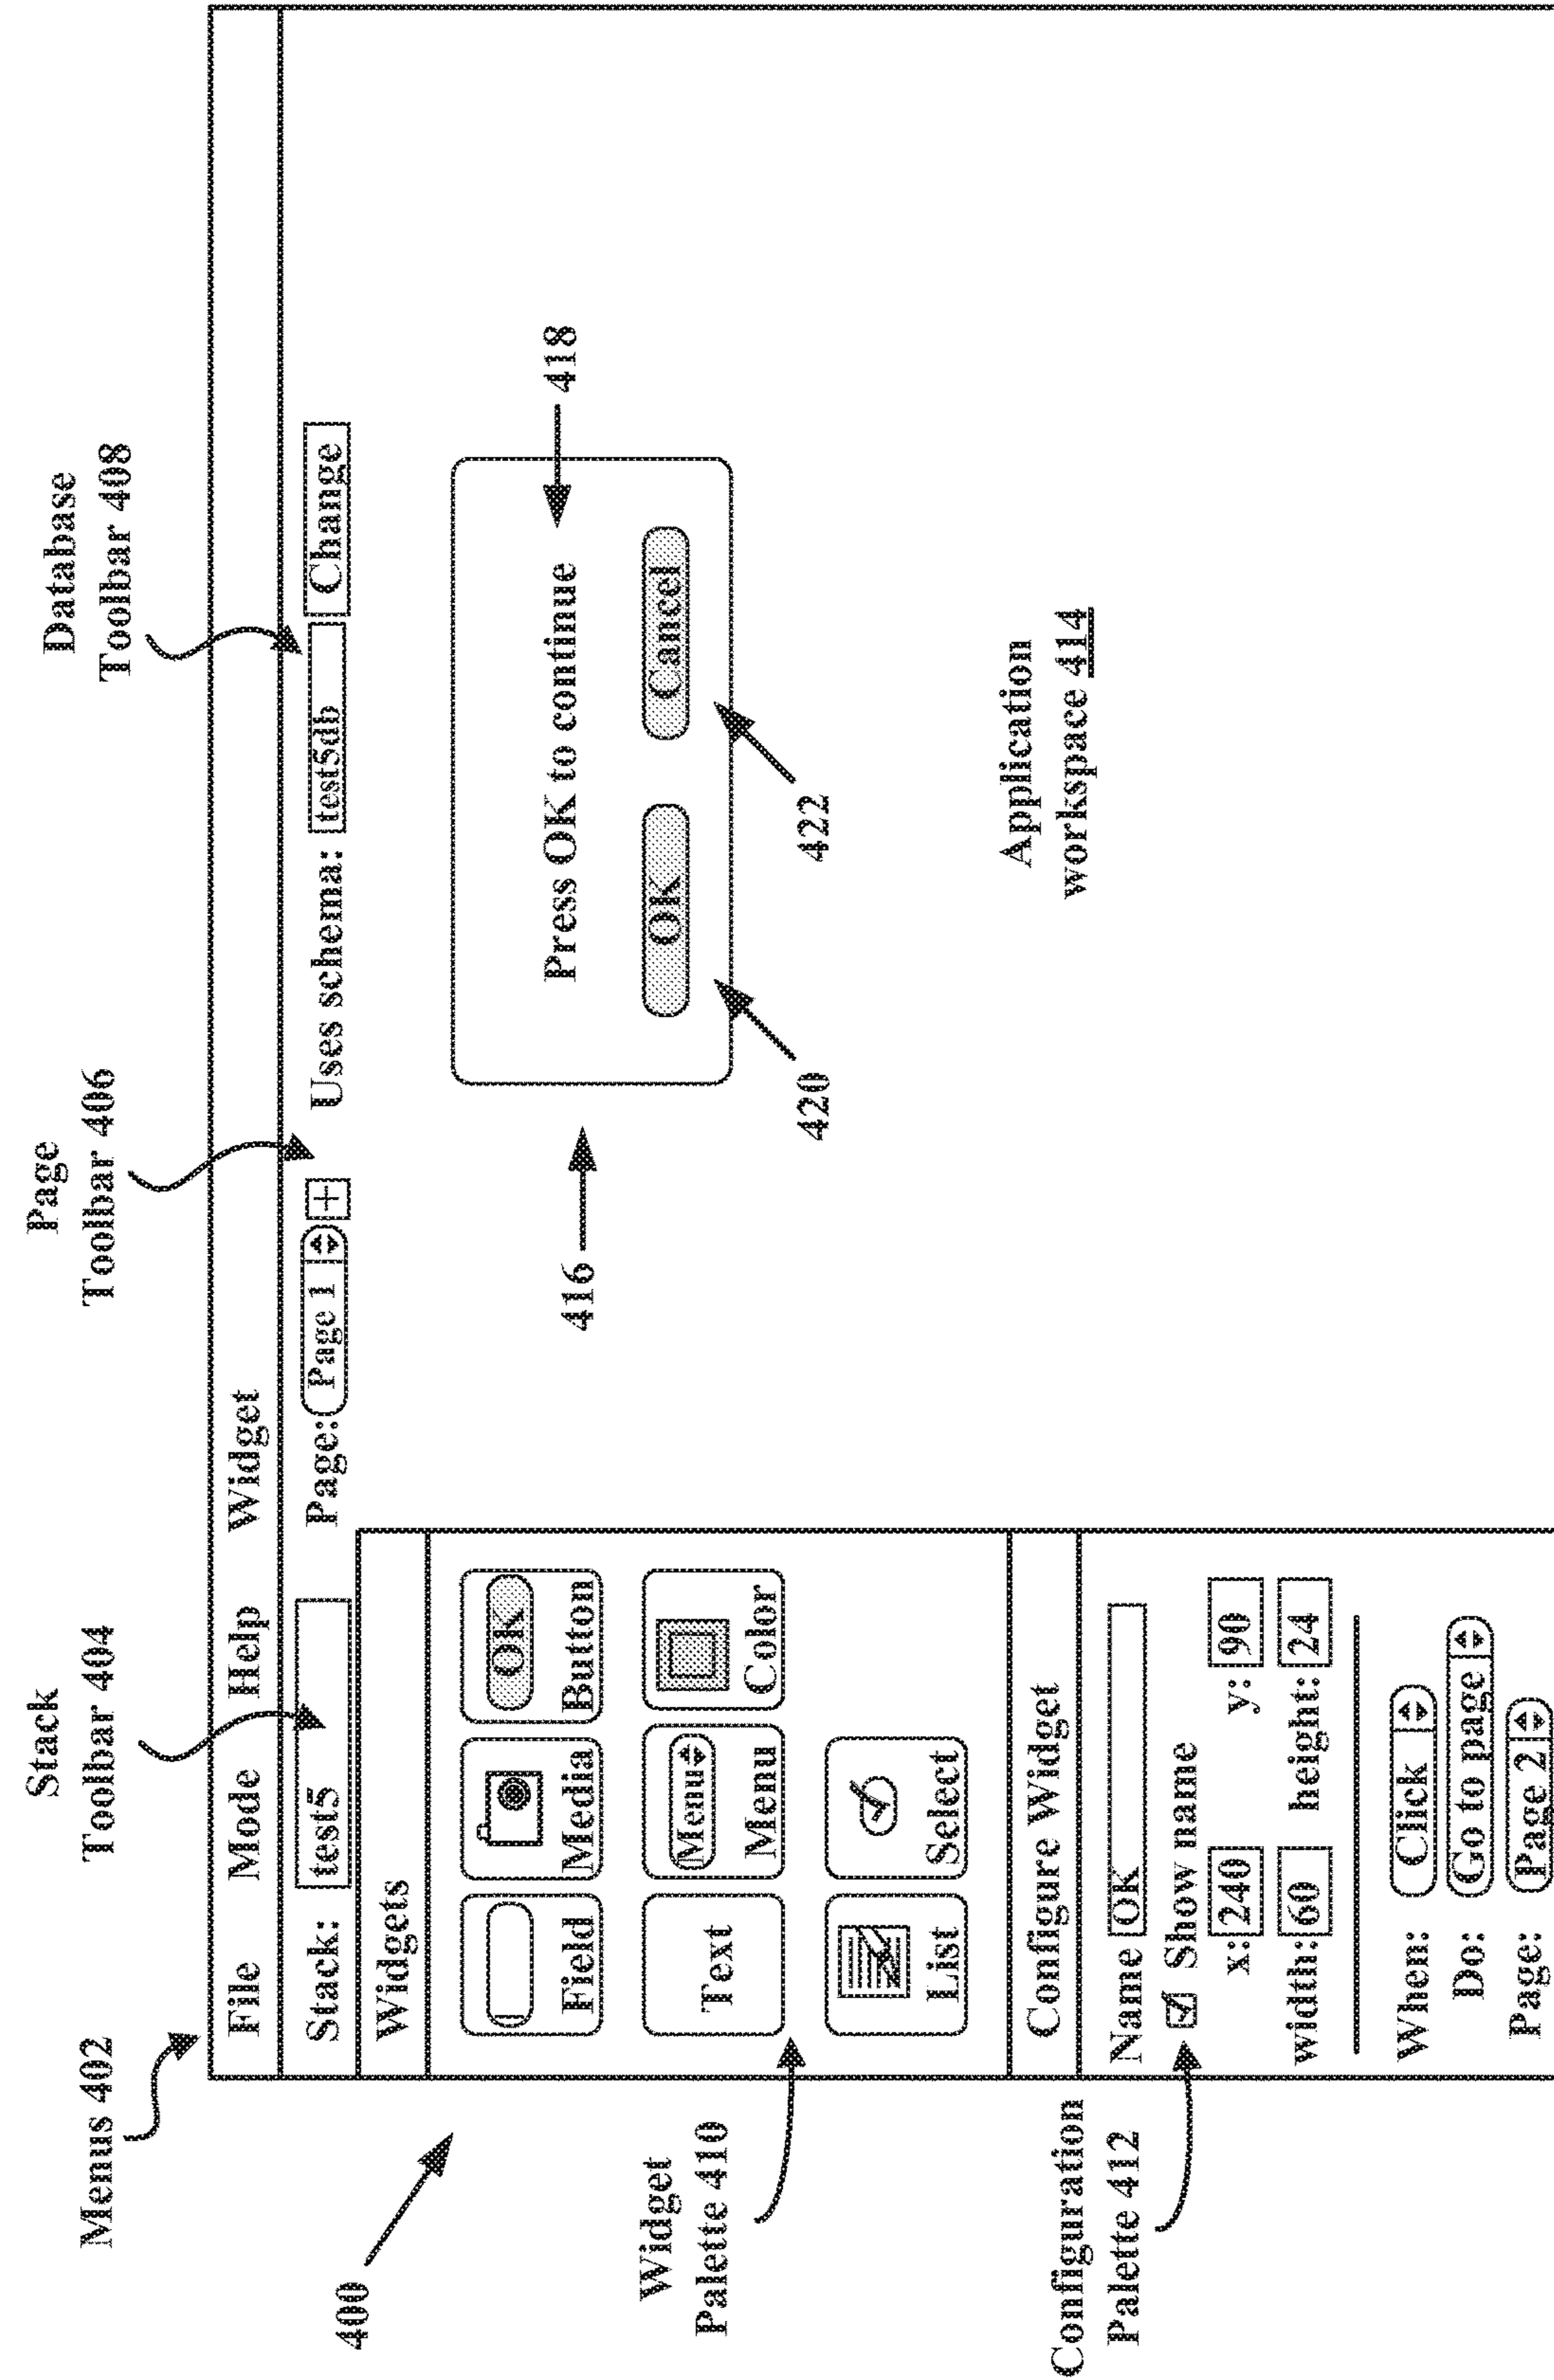 Stack
Toolbar 404
Page
Toolbar 406
Database
Toolbar 408
Menus 402
File Mode Help Widget
Stack: test5 Page: Page 1 + Uses schema: test5db Change
400
Widgets
OK
Field Media Button
Menu
Text Menu Color
List Select
Widget
Palette 410
416
Press OK to continue
418
OK Cancel
420 422
Application
workspace 414
Configure Widget
Configuration
Palette 412
Name OK
Show name
x: 240 y: 90
width: 60 height: 24
When: Click
Do: Go to page
Page: Page 2